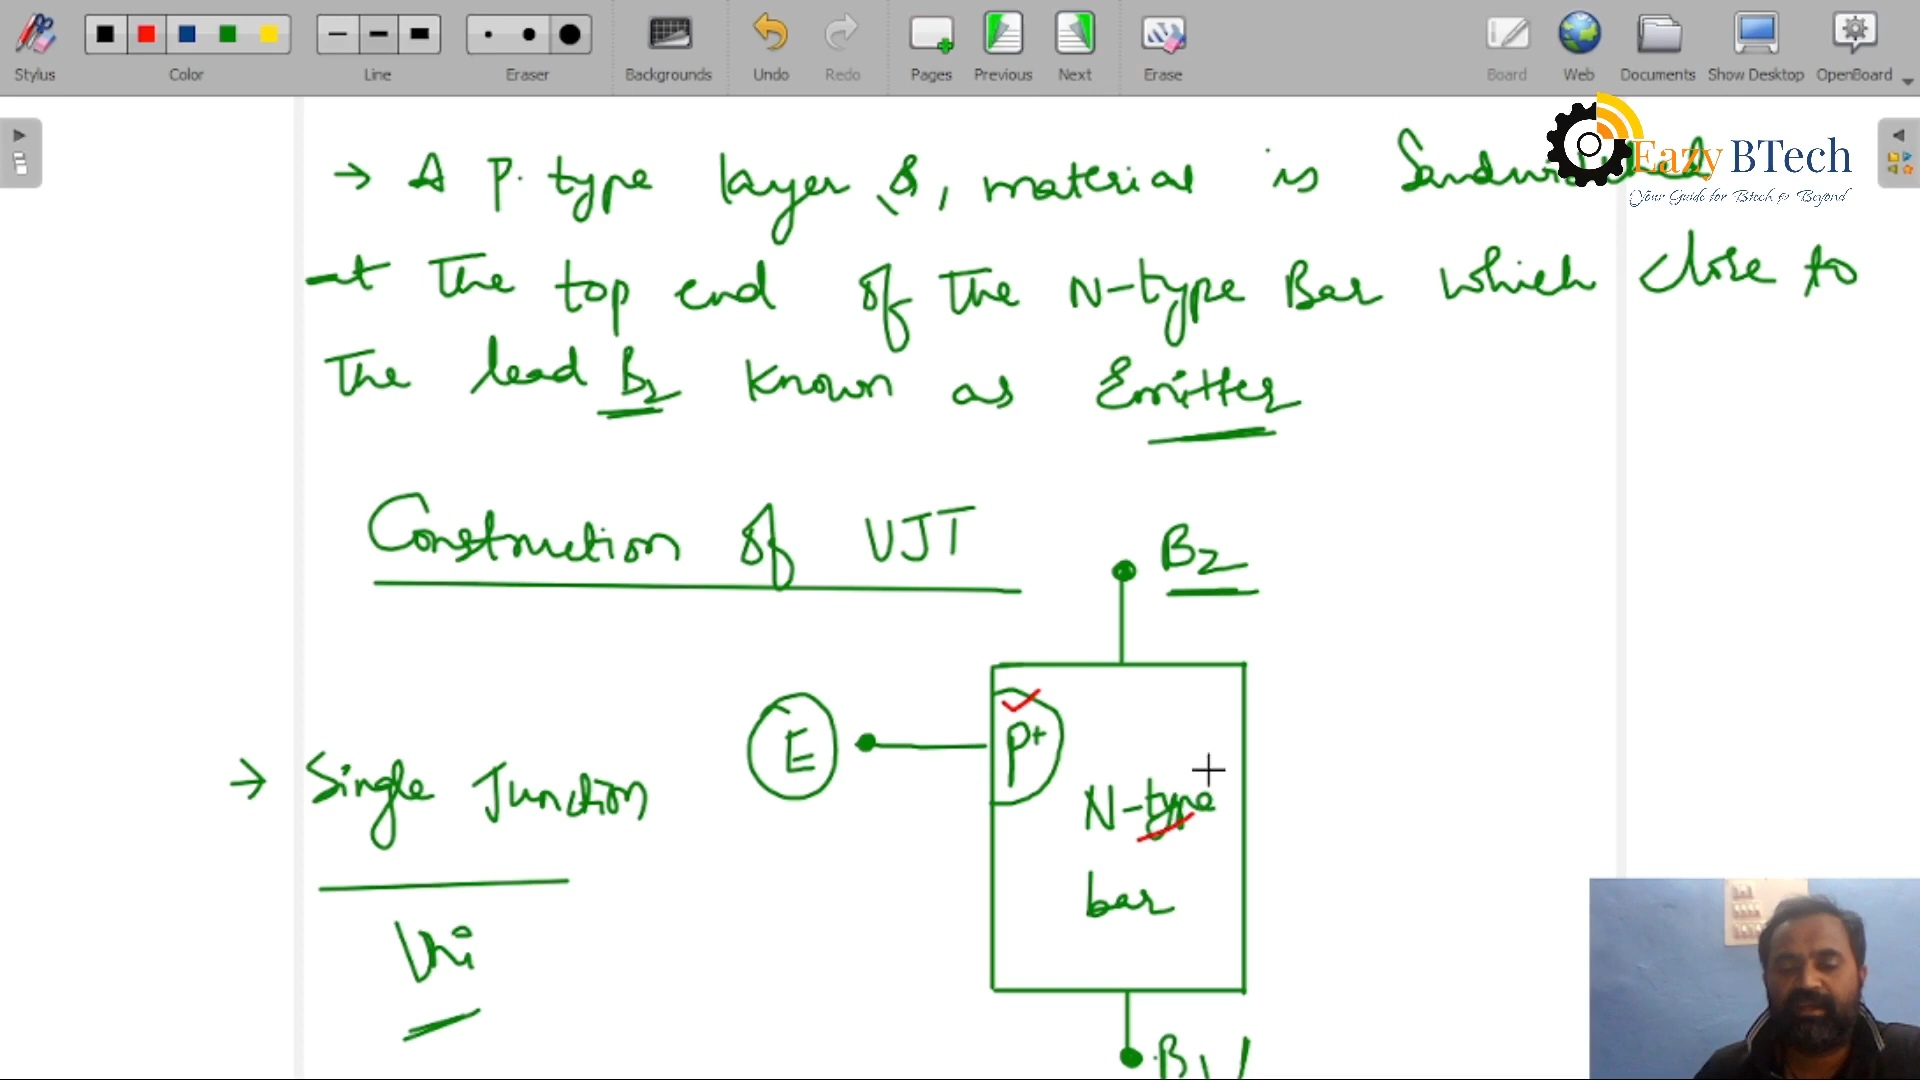 Stylus Color Line Eraser Backgrounds Undo Redo Pages Previous Next Erase Board Web Documents Show Desktop OpenBoard
Eazy BTech
Your Guide for Btech & Beyond
→ A P. type layer &, material is Sandwiched
at the top end of the N-type Bar which close to
the lead B2 known as Emitter
Construction of UJT
B2
E
P+
→ Single Junction
N-type
bar
Uni
B1